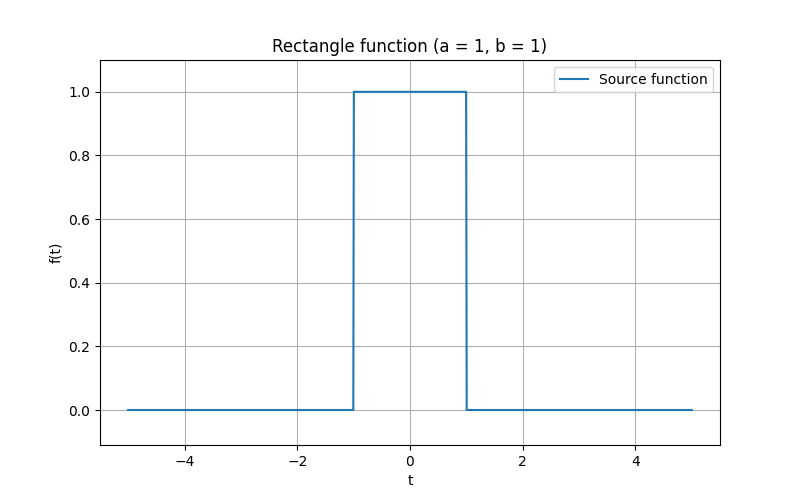 Rectangle function (a = 1, b = 1)
Source function
1.0
0.8
0.6
0.4
0.2
0.0
f(t)
−4
−2
0
2
4
t